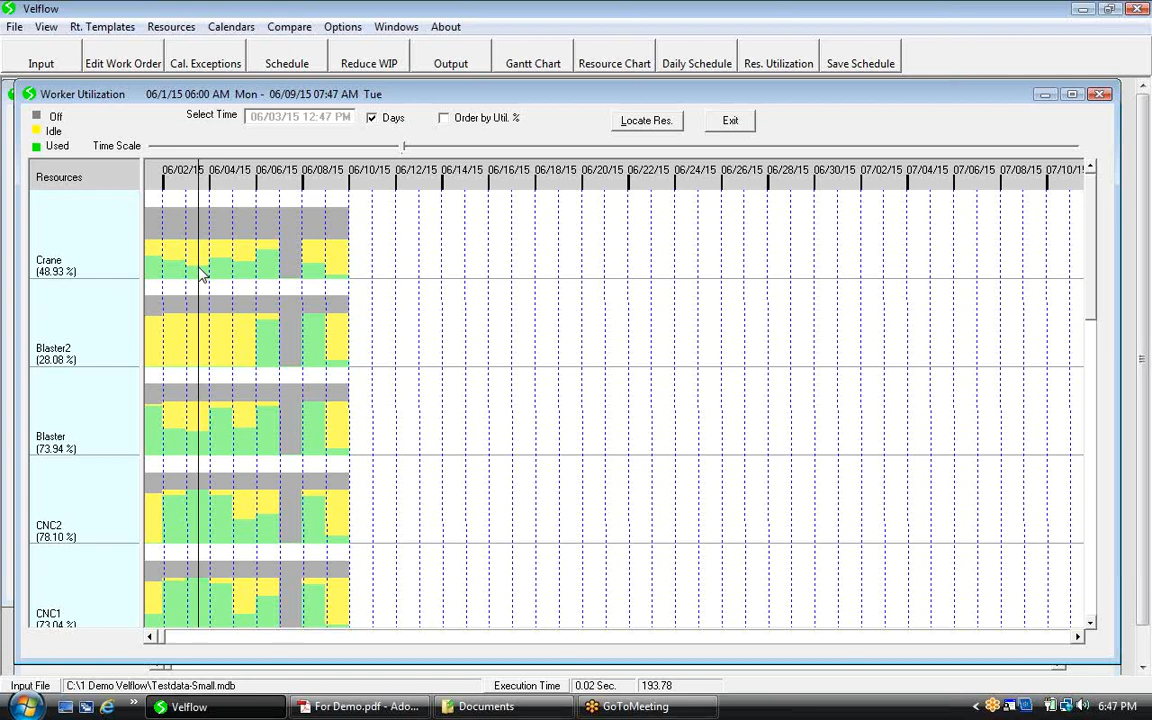 Velflow
File View Rt. Templates Resources Calendars Compare Options Windows About
Input Edit Work Order Cal. Exceptions Schedule Reduce WIP Output Gantt Chart Resource Chart Daily Schedule Res. Utilization Save Schedule
Worker Utilization 06/1/15 06:00 AM Mon - 06/09/15 07:47 AM Tue
Off
Idle
Used
Select Time 06/03/15 12:47 PM Days Order by Util. % Locate Res. Exit
Time Scale
Resources
06/02/15 06/04/15 06/06/15 06/08/15 06/10/15 06/12/15 06/14/15 06/16/15 06/18/15 06/20/15 06/22/15 06/24/15 06/26/15 06/28/15 06/30/15 07/02/15 07/04/15 07/06/15 07/08/15 07/10/15
Crane
(48.93 %)
Blaster2
(28.08 %)
Blaster
(73.94 %)
CNC2
(78.10 %)
CNC1
(73.04 %)
Input File C:\1 Demo Velflow\Testdata-Small.mdb Execution Time 0.02 Sec. 193.78
Velflow For Demo.pdf - Ado... Documents GoToMeeting 6:47 PM